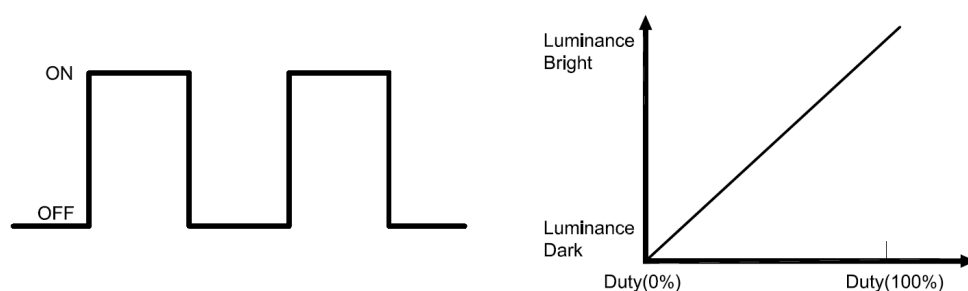 ON
OFF
Luminance
Bright
Luminance
Dark
Duty(0%)
Duty(100%)